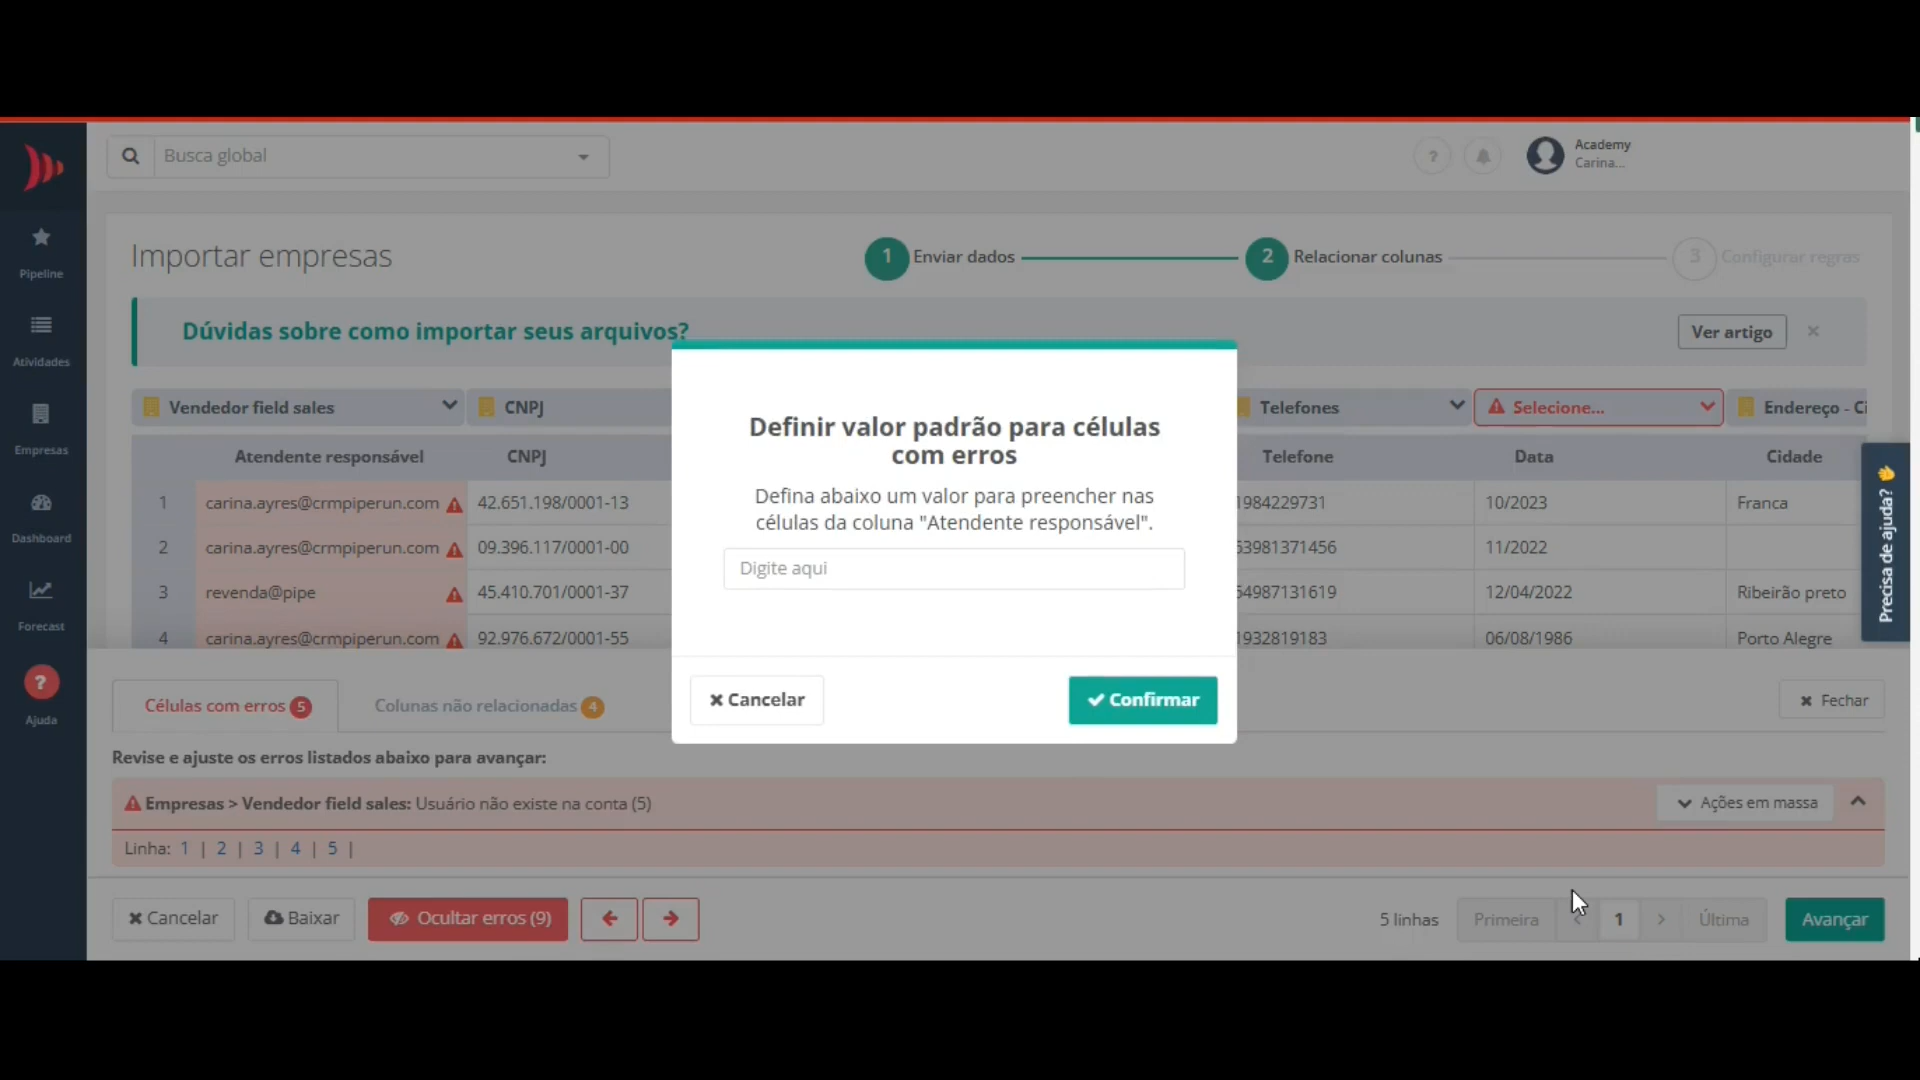 Busca global
?
Academy
Carina...
Pipeline
Atividades
Empresas
Dashboard
Forecast
?
Ajuda
Importar empresas
1 Enviar dados
2 Relacionar colunas
3 Configurar regras
Dúvidas sobre como importar seus arquivos?
Ver artigo ×
Vendedor field sales CNPJ Telefones Selecione... Endereço - Ci
Atendente responsável CNPJ Telefone Data Cidade
1 carina.ayres@crmpiperun.com 42.651.198/0001-13 1984229731 10/2023 Franca
2 carina.ayres@crmpiperun.com 09.396.117/0001-00 53981371456 11/2022
3 revenda@pipe 45.410.701/0001-37 54987131619 12/04/2022 Ribeirão preto
4 carina.ayres@crmpiperun.com 92.976.672/0001-55 1932819183 06/08/1986 Porto Alegre
Precisa de ajuda?
Definir valor padrão para células
com erros
Defina abaixo um valor para preencher nas
células da coluna "Atendente responsável".
Digite aqui
Cancelar
Confirmar
Células com erros 5
Colunas não relacionadas 4
Fechar
Revise e ajuste os erros listados abaixo para avançar:
Empresas > Vendedor field sales: Usuário não existe na conta (5)
Ações em massa
Linha: 1 | 2 | 3 | 4 | 5 |
Cancelar
Baixar
Ocultar erros (9)
5 linhas
Primeira
1
Última
Avançar